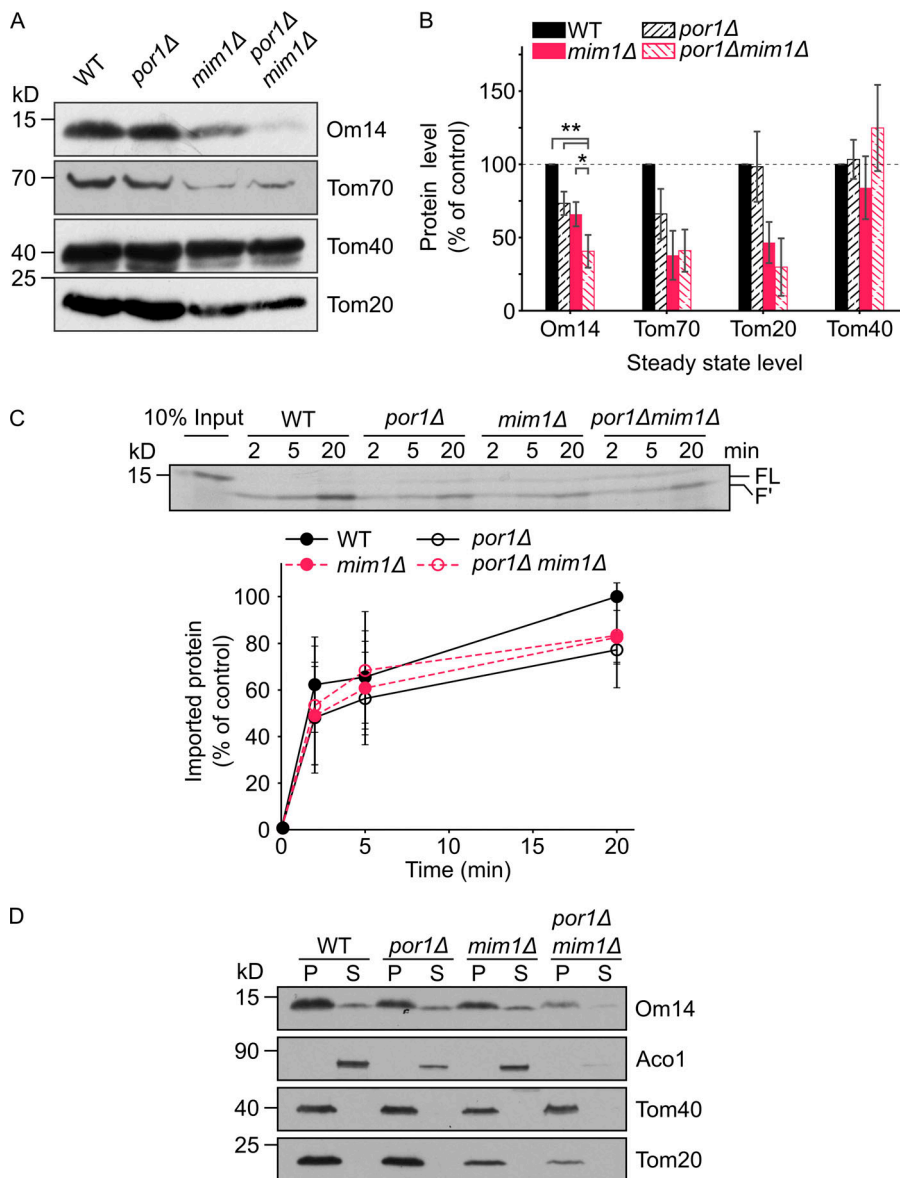 A
WT por1Δ mim1Δ por1Δ mim1Δ
kD
15 Om14
70 Tom70
40 Tom40
25 Tom20
B
WT por1Δ
mim1Δ por1Δmim1Δ
150
100
50
0
Protein level
(% of control)
**
*
Om14 Tom70 Tom20 Tom40
Steady state level
C
10% Input WT por1Δ mim1Δ por1Δmim1Δ
kD 2 5 20 2 5 20 2 5 20 2 5 20 min
15 FL
F'
WT por1Δ
mim1Δ por1Δ mim1Δ
100
80
60
40
20
0
Imported protein
(% of control)
0 5 10 15 20
Time (min)
D
WT por1Δ mim1Δ por1Δ mim1Δ
kD P S P S P S P S
15 Om14
90 Aco1
40 Tom40
25 Tom20